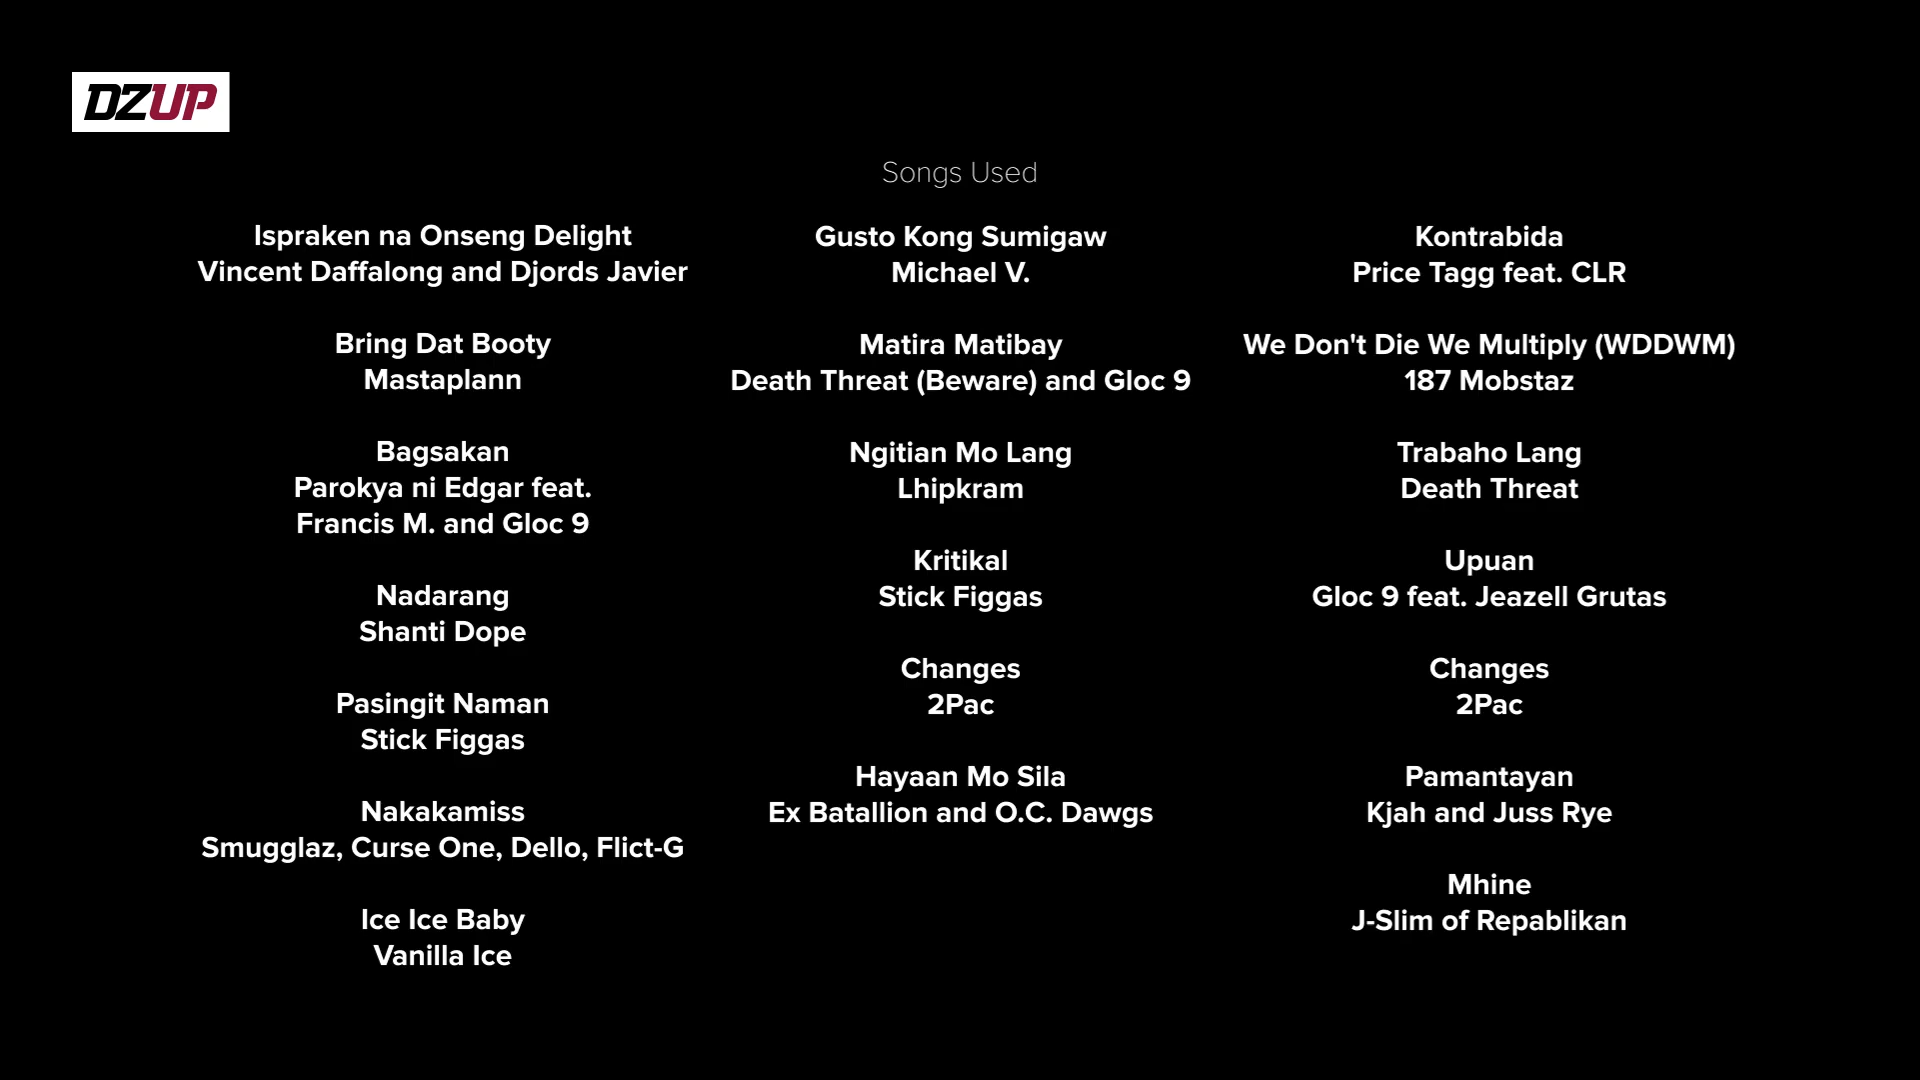 DZUP
Songs Used
Ispraken na Onseng Delight
Vincent Daffalong and Djords Javier
Bring Dat Booty
Mastaplann
Bagsakan
Parokya ni Edgar feat.
Francis M. and Gloc 9
Nadarang
Shanti Dope
Pasingit Naman
Stick Figgas
Nakakamiss
Smugglaz, Curse One, Dello, Flict-G
Ice Ice Baby
Vanilla Ice
Gusto Kong Sumigaw
Michael V.
Matira Matibay
Death Threat (Beware) and Gloc 9
Ngitian Mo Lang
Lhipkram
Kritikal
Stick Figgas
Changes
2Pac
Hayaan Mo Sila
Ex Batallion and O.C. Dawgs
Kontrabida
Price Tagg feat. CLR
We Don't Die We Multiply (WDDWM)
187 Mobstaz
Trabaho Lang
Death Threat
Upuan
Gloc 9 feat. Jeazell Grutas
Changes
2Pac
Pamantayan
Kjah and Juss Rye
Mhine
J-Slim of Repablikan